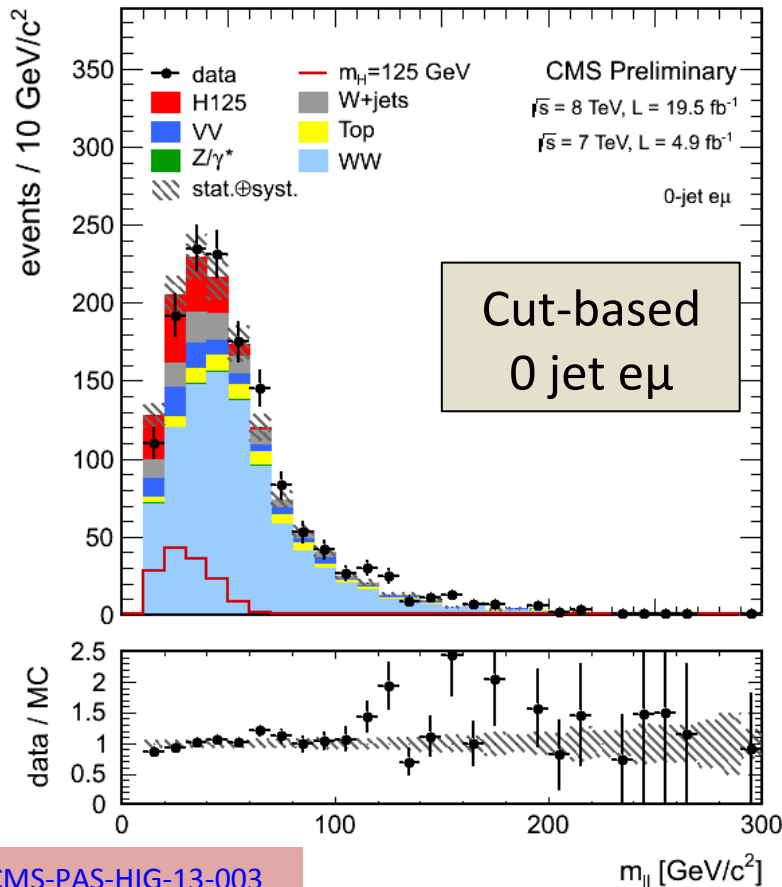 events / 10 GeV/c²
350
300
250
200
150
100
50
0
data
m_H=125 GeV
H125
W+jets
VV
Top
Z/γ*
WW
stat.⊕syst.
CMS Preliminary
√s = 8 TeV, L = 19.5 fb⁻¹
√s = 7 TeV, L = 4.9 fb⁻¹
0-jet eμ
Cut-based
0 jet eμ
data / MC
2.5
2
1.5
1
0.5
0
0 100 200 300
m_ll [GeV/c²]
CMS-PAS-HIG-13-003